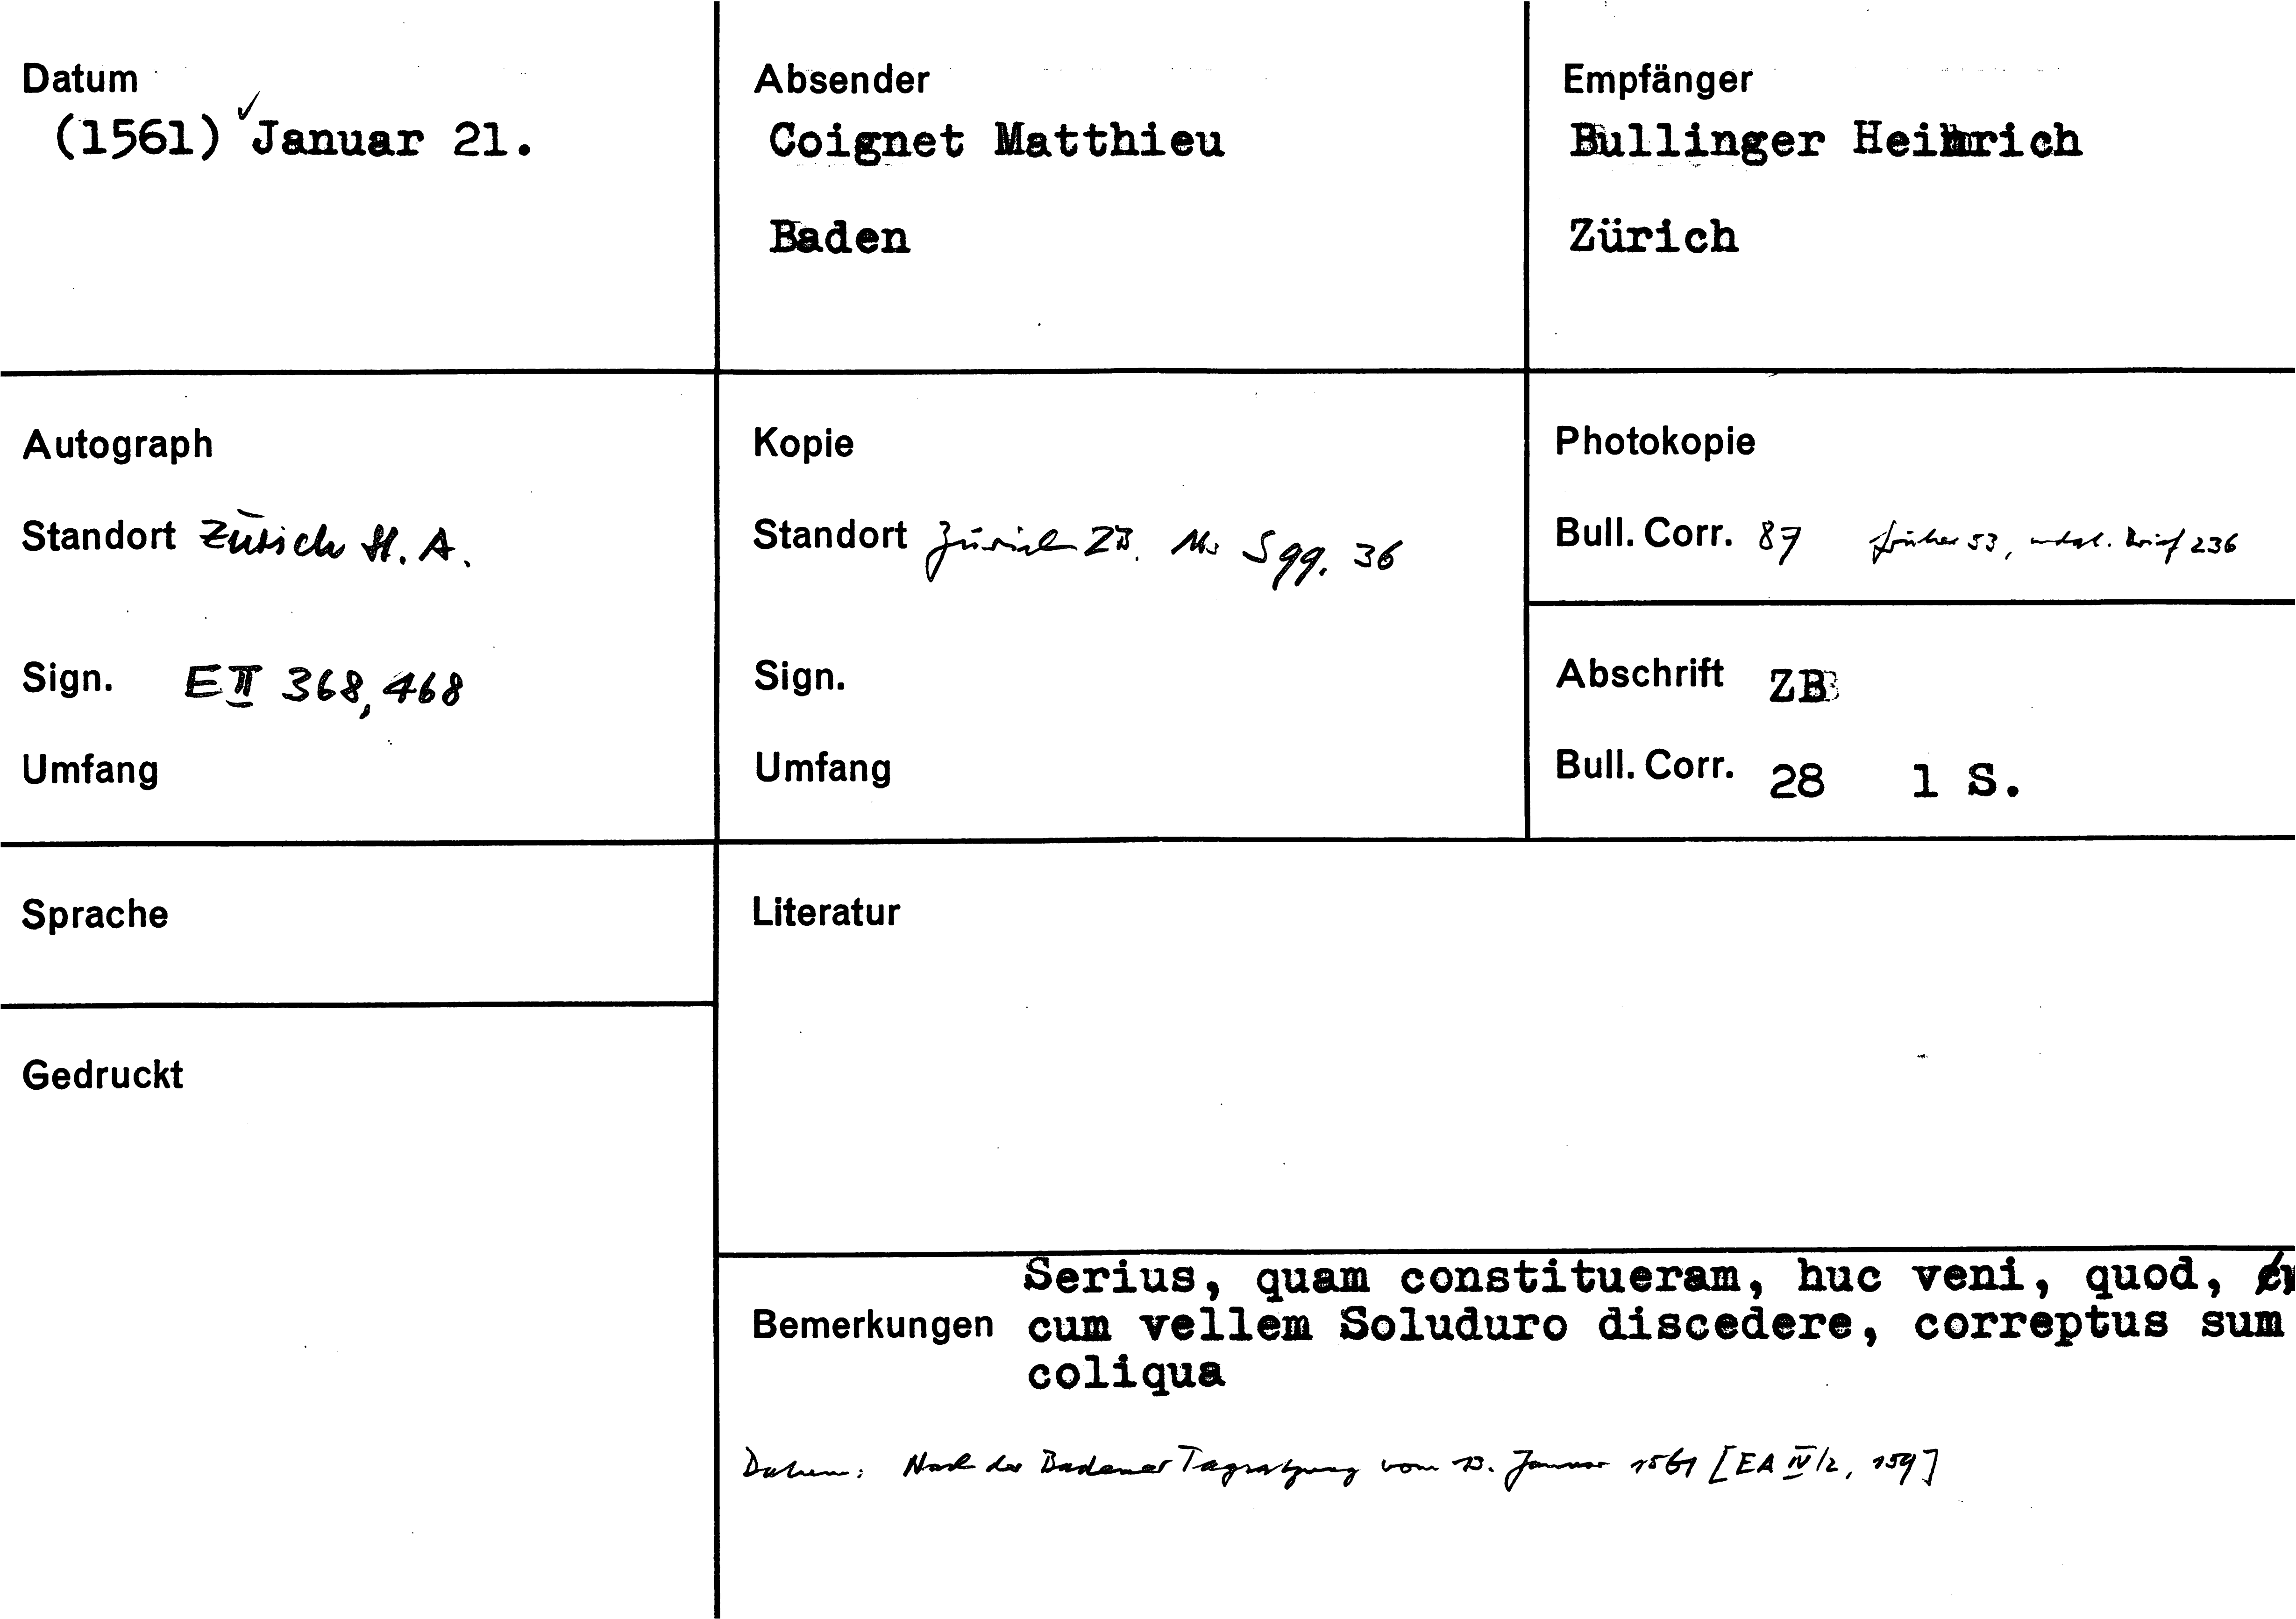 Datum
(1561) ✓Januar 21.
Absender
Coignet Matthieu
Baden
Empfänger
Bullinger Heinrich
Zürich
Autograph
Standort Zürich St. A.
Sign. E II 368, 468
Umfang
Kopie
Standort Zürich ZB. Ms S 99. 36
Sign.
Umfang
Photokopie
Bull. Corr. 87 früher 53, undat. Brief 236
Abschrift ZB
Bull. Corr. 28 1 S.
Sprache
Gedruckt
Literatur
Bemerkungen
Serius, quam constitueram, huc veni, quod,
cum vellem Soluduro discedere, correptus sum
coliqua
Datum: Nach der Badener Tagsatzung vom 13. Januar 1561 [EA IV/2, 159]